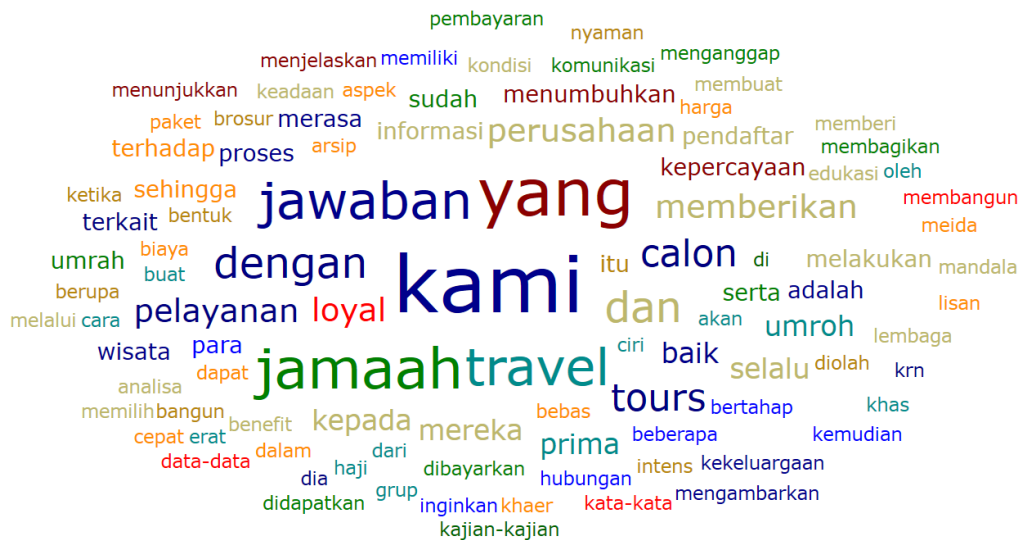 pembayaran
nyaman
menjelaskan memiliki kondisi komunikasi menganggap
menunjukkan keadaan aspek sudah menumbuhkan membuat
harga
paket brosur merasa informasi perusahaan pendaftar memberi
terhadap proses arsip kepercayaan membagikan
edukasi oleh
ketika sehingga jawaban yang memberikan membangun
terkait bentuk meida
umrah biaya dengan kami itu calon di melakukan mandala
buat
berupa pelayanan loyal dan serta adalah lisan
melalui cara akan umroh lembaga
wisata para jamaah travel ciri baik selalu diolah krn
analisa dapat
memilih bangun benefit kepada mereka bebas tours bertahap khas
cepat erat dalam dari prima beberapa kemudian
data-data haji dibayarkan hubungan intens kekeluargaan
dia grup
didapatkan inginkan khaer kata-kata mengambarkan
kajian-kajian